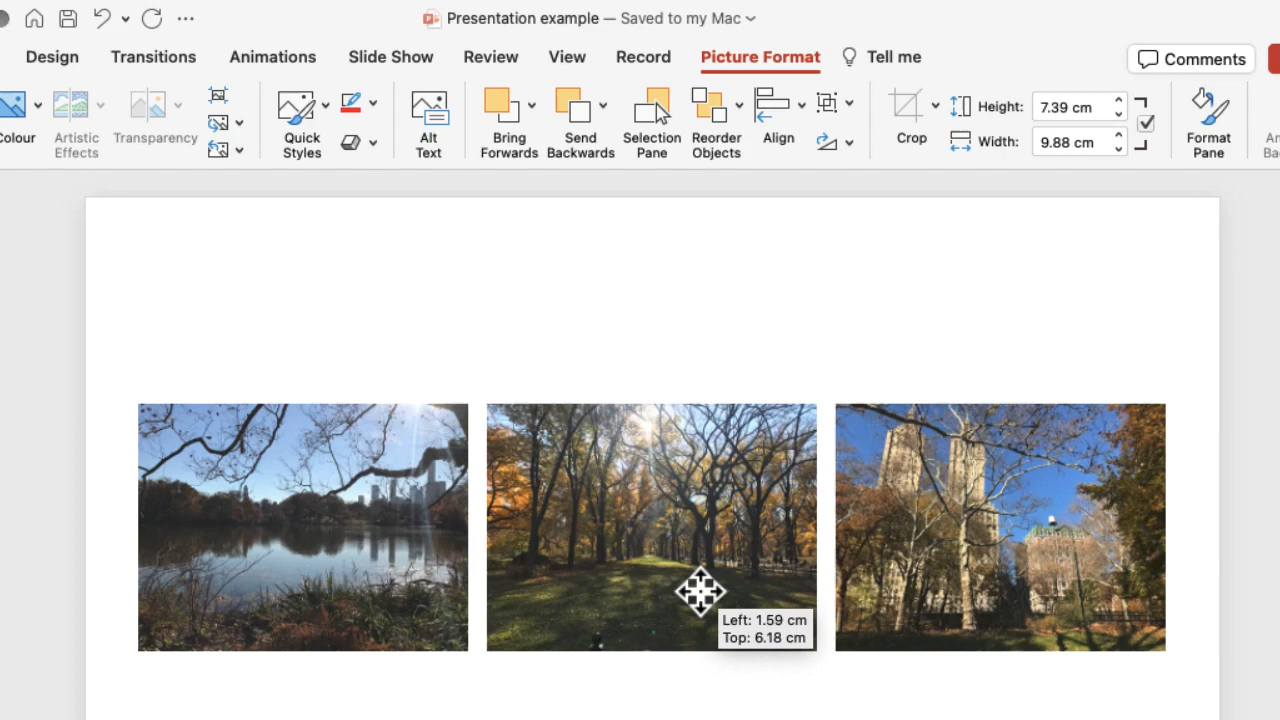 Presentation example — Saved to my Mac
Design Transitions Animations Slide Show Review View Record Picture Format Tell me Comments
Colour
Artistic Effects
Transparency
Quick Styles
Alt Text
Bring Forwards
Send Backwards
Selection Pane
Reorder Objects
Align
Crop
Height: 7.39 cm
Width: 9.88 cm
Format Pane
Left: 1.59 cm
Top: 6.18 cm